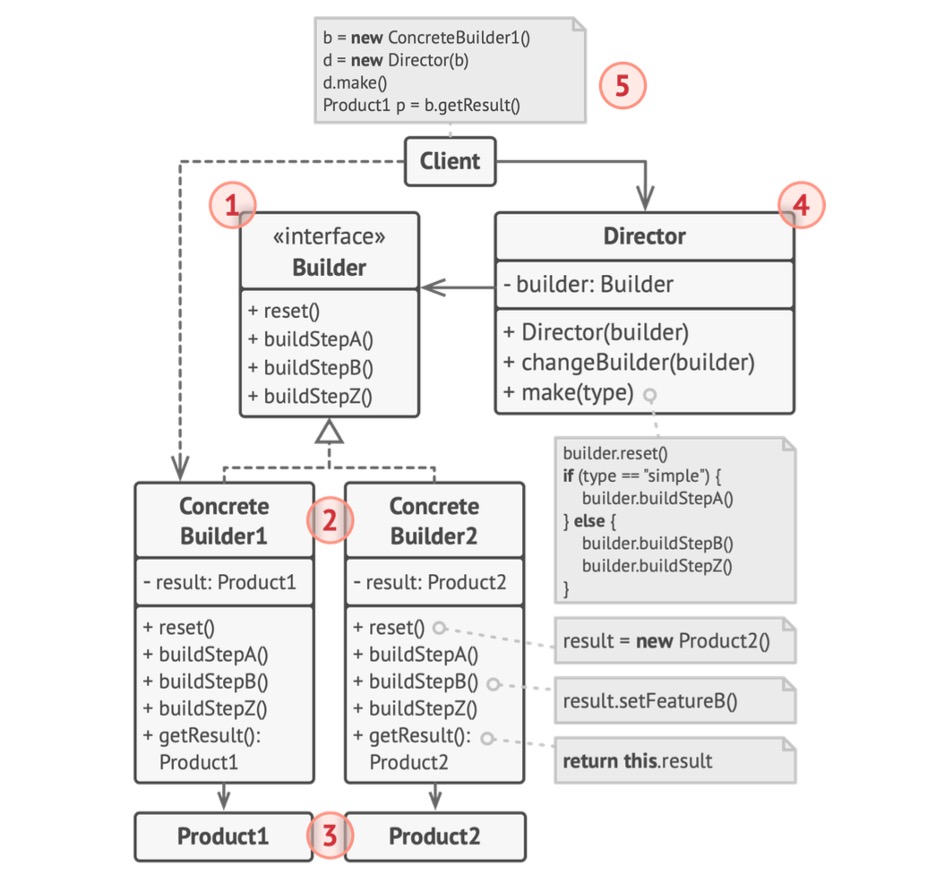 b = new ConcreteBuilder1()
d = new Director(b)
d.make()
Product1 p = b.getResult()
5
Client
1
«interface»
Builder
+ reset()
+ buildStepA()
+ buildStepB()
+ buildStepZ()
4
Director
- builder: Builder
+ Director(builder)
+ changeBuilder(builder)
+ make(type)
builder.reset()
if (type == "simple") {
builder.buildStepA()
} else {
builder.buildStepB()
builder.buildStepZ()
}
Concrete
Builder1
- result: Product1
+ reset()
+ buildStepA()
+ buildStepB()
+ buildStepZ()
+ getResult():
Product1
2
Concrete
Builder2
- result: Product2
+ reset()
+ buildStepA()
+ buildStepB()
+ buildStepZ()
+ getResult():
Product2
result = new Product2()
result.setFeatureB()
return this.result
Product1
3
Product2